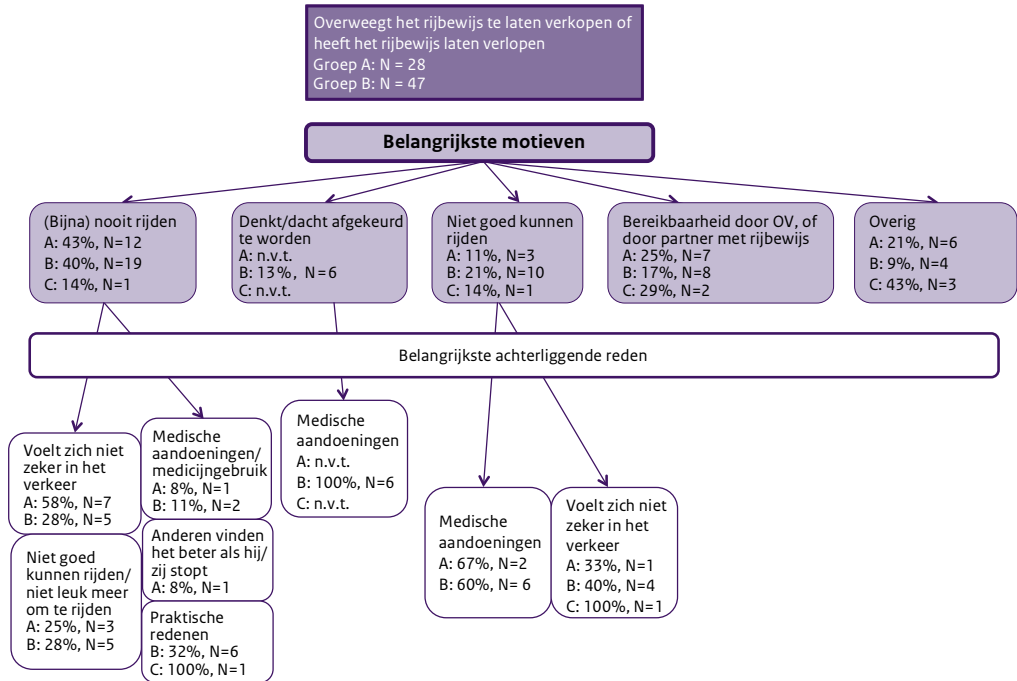 Overweegt het rijbewijs te laten verkopen of
heeft het rijbewijs laten verlopen
Groep A: N = 28
Groep B: N = 47
Belangrijkste motieven
(Bijna) nooit rijden
A: 43%, N=12
B: 40%, N=19
C: 14%, N=1
Denkt/dacht afgekeurd
te worden
A: n.v.t.
B: 13%, N=6
C: n.v.t.
Niet goed kunnen
rijden
A: 11%, N=3
B: 21%, N=10
C: 14%, N=1
Bereikbaarheid door OV, of
door partner met rijbewijs
A: 25%, N=7
B: 17%, N=8
C: 29%, N=2
Overig
A: 21%, N=6
B: 9%, N=4
C: 43%, N=3
Belangrijkste achterliggende reden
Voelt zich niet
zeker in het
verkeer
A: 58%, N=7
B: 28%, N=5
Niet goed
kunnen rijden/
niet leuk meer
om te rijden
A: 25%, N=3
B: 28%, N=5
Medische
aandoeningen/
medicijngebruik
A: 8%, N=1
B: 11%, N=2
Anderen vinden
het beter als hij/
zij stopt
A: 8%, N=1
Praktische
redenen
B: 32%, N=6
C: 100%, N=1
Medische
aandoeningen
A: n.v.t.
B: 100%, N=6
C: n.v.t.
Medische
aandoeningen
A: 67%, N=2
B: 60%, N= 6
Voelt zich niet
zeker in het
verkeer
A: 33%, N=1
B: 40%, N=4
C: 100%, N=1